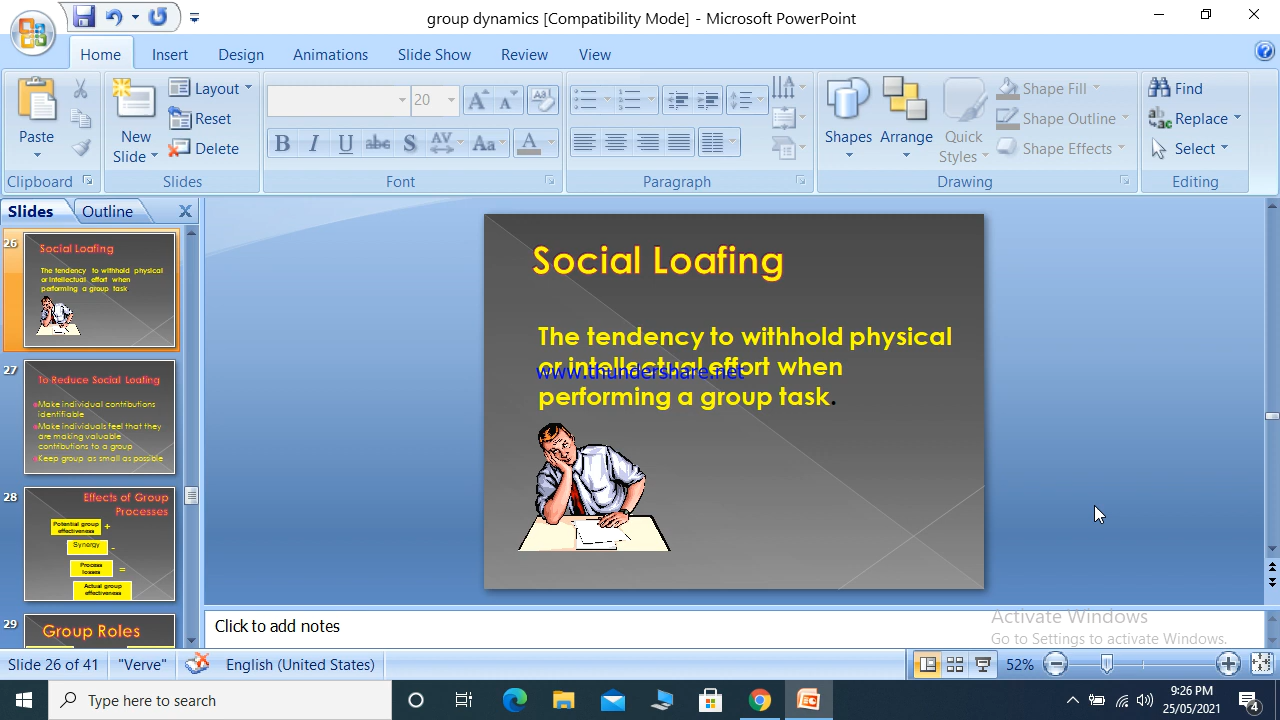 group dynamics [Compatibility Mode] - Microsoft PowerPoint
Home Insert Design Animations Slide Show Review View
Paste
Clipboard
New Slide
Layout
Reset
Delete
Slides
20
B I U abc S AV Aa A
Font
Paragraph
Shapes
Arrange
Quick Styles
Shape Fill
Shape Outline
Shape Effects
Drawing
Find
Replace
Select
Editing
Slides Outline
26
Social Loafing
The tendency to withhold physical
or intellectual effort when
performing a group task
27
To Reduce Social Loafing
Make individual contributions
identifiable
Make individuals feel that they
are making valuable
contributions to a group
Keep group as small as possible
28
Effects of Group
Processes
Potential group
effectiveness +
Synergy -
Process
losses =
Actual group
effectiveness
29
Group Roles
Social Loafing
The tendency to withhold physical
or intellectual effort when
www.thundershare.net
performing a group task.
Click to add notes
Activate Windows
Go to Settings to activate Windows.
Slide 26 of 41 "Verve" English (United States) 52%
Type here to search
9:26 PM
25/05/2021
4